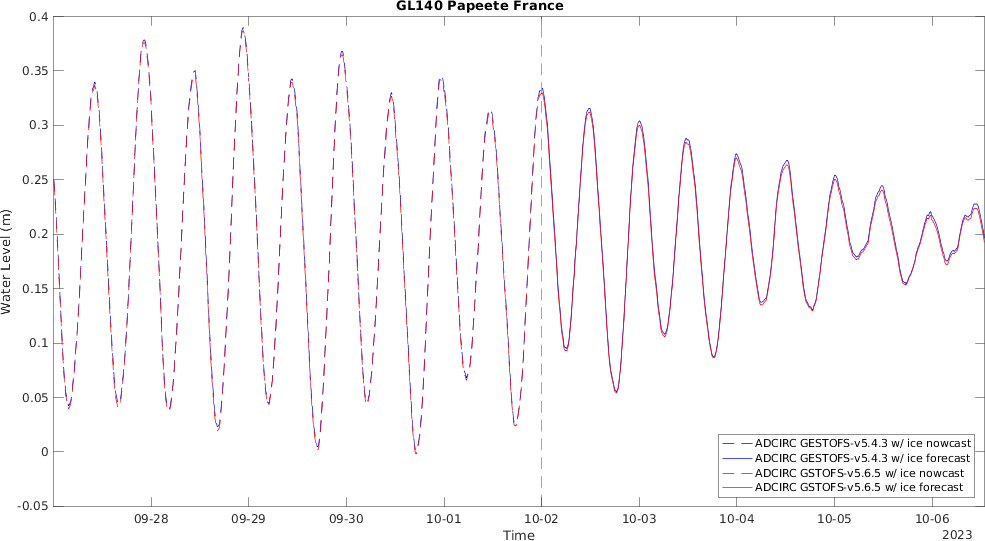 GL140 Papeete France
0.4
0.35
0.3
0.25
0.2
0.15
0.1
0.05
0
-0.05
Water Level (m)
09-28 09-29 09-30 10-01 10-02 10-03 10-04 10-05 10-06
Time
2023
ADCIRC GESTOFS-v5.4.3 w/ ice nowcast
ADCIRC GESTOFS-v5.4.3 w/ ice forecast
ADCIRC GSTOFS-v5.6.5 w/ ice nowcast
ADCIRC GSTOFS-v5.6.5 w/ ice forecast